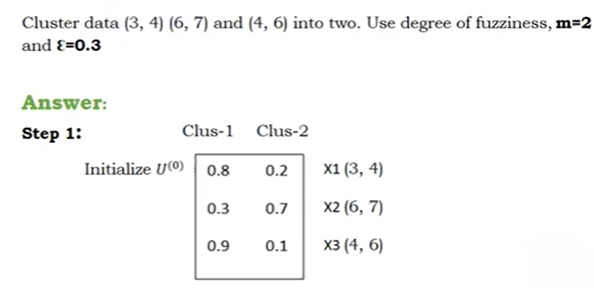 Cluster data (3, 4) (6, 7) and (4, 6) into two. Use degree of fuzziness, m=2
and Ɛ=0.3
Answer:
Step 1: Clus-1 Clus-2
Initialize U⁽⁰⁾ 0.8 0.2 X1 (3, 4)
0.3 0.7 X2 (6, 7)
0.9 0.1 X3 (4, 6)